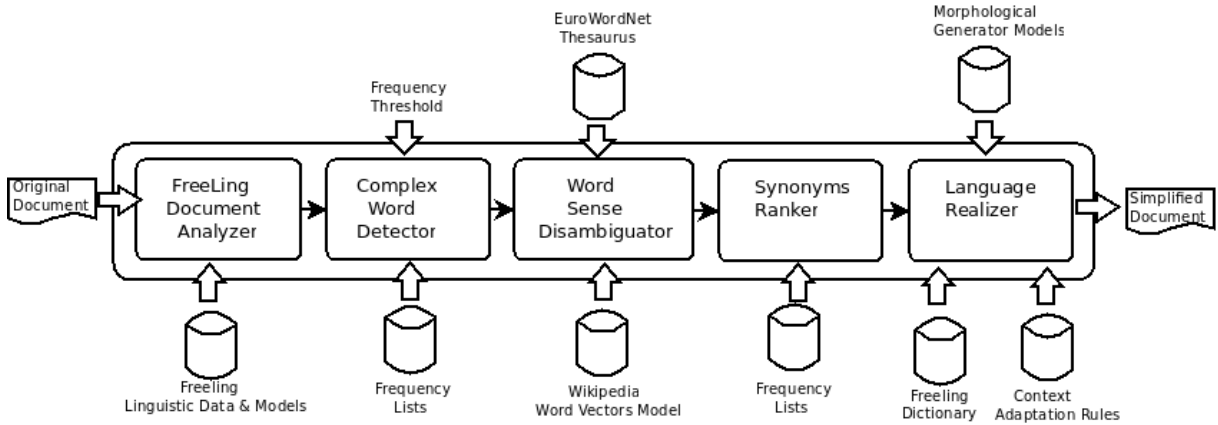 EuroWordNet
Thesaurus
Morphological
Generator Models
Frequency
Threshold
Original
Document
FreeLing
Document
Analyzer
Complex
Word
Detector
Word
Sense
Disambiguator
Synonyms
Ranker
Language
Realizer
Simplified
Document
Freeling
Linguistic Data & Models
Frequency
Lists
Wikipedia
Word Vectors Model
Frequency
Lists
Freeling
Dictionary
Context
Adaptation Rules